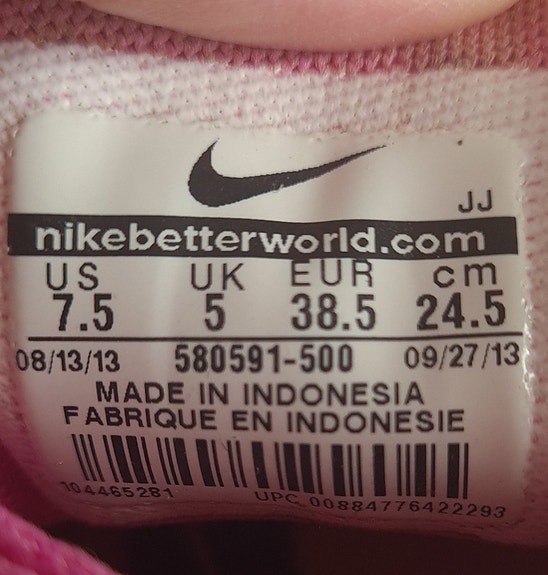 JJ
nikebetterworld.com
US UK EUR cm
7.5 5 38.5 24.5
08/13/13 580591-500 09/27/13
MADE IN INDONESIA
FABRIQUE EN INDONESIE
104465281 UPC 00884776422293